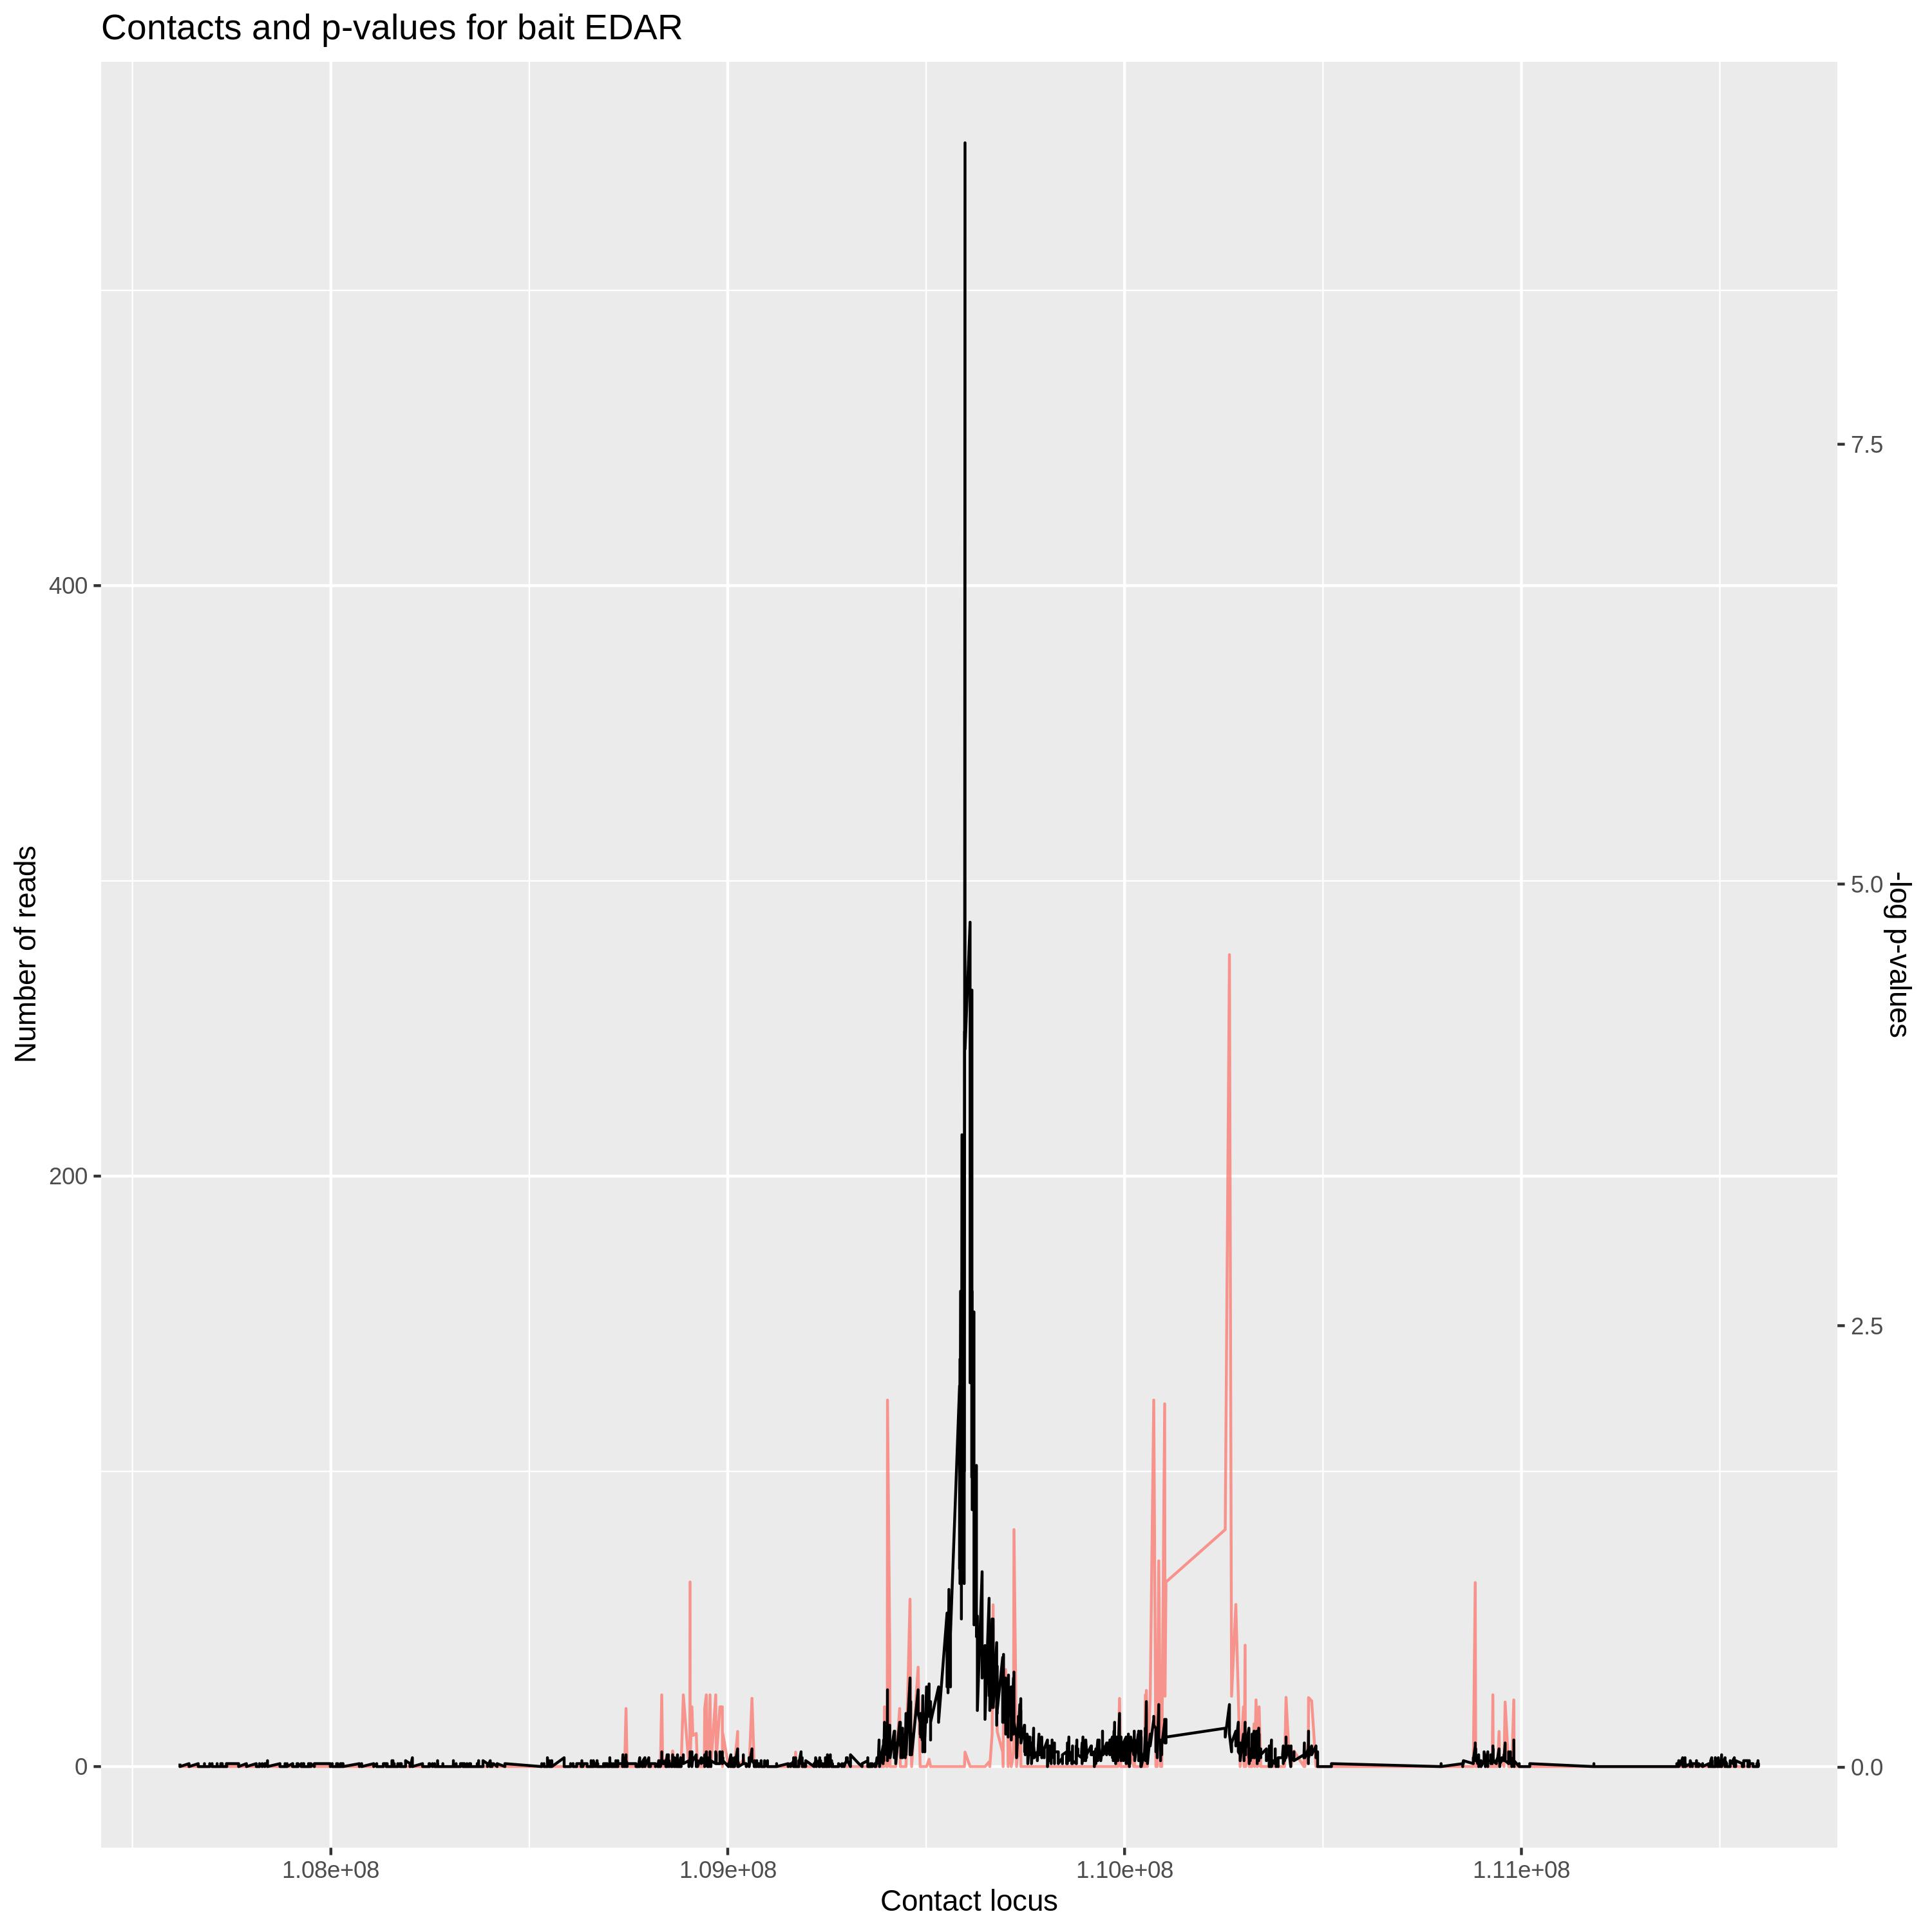 Contacts and p-values for bait EDAR
Number of reads
400
200
0
7.5
5.0
2.5
0.0
-log p-values
1.08e+08
1.09e+08
1.10e+08
1.11e+08
Contact locus